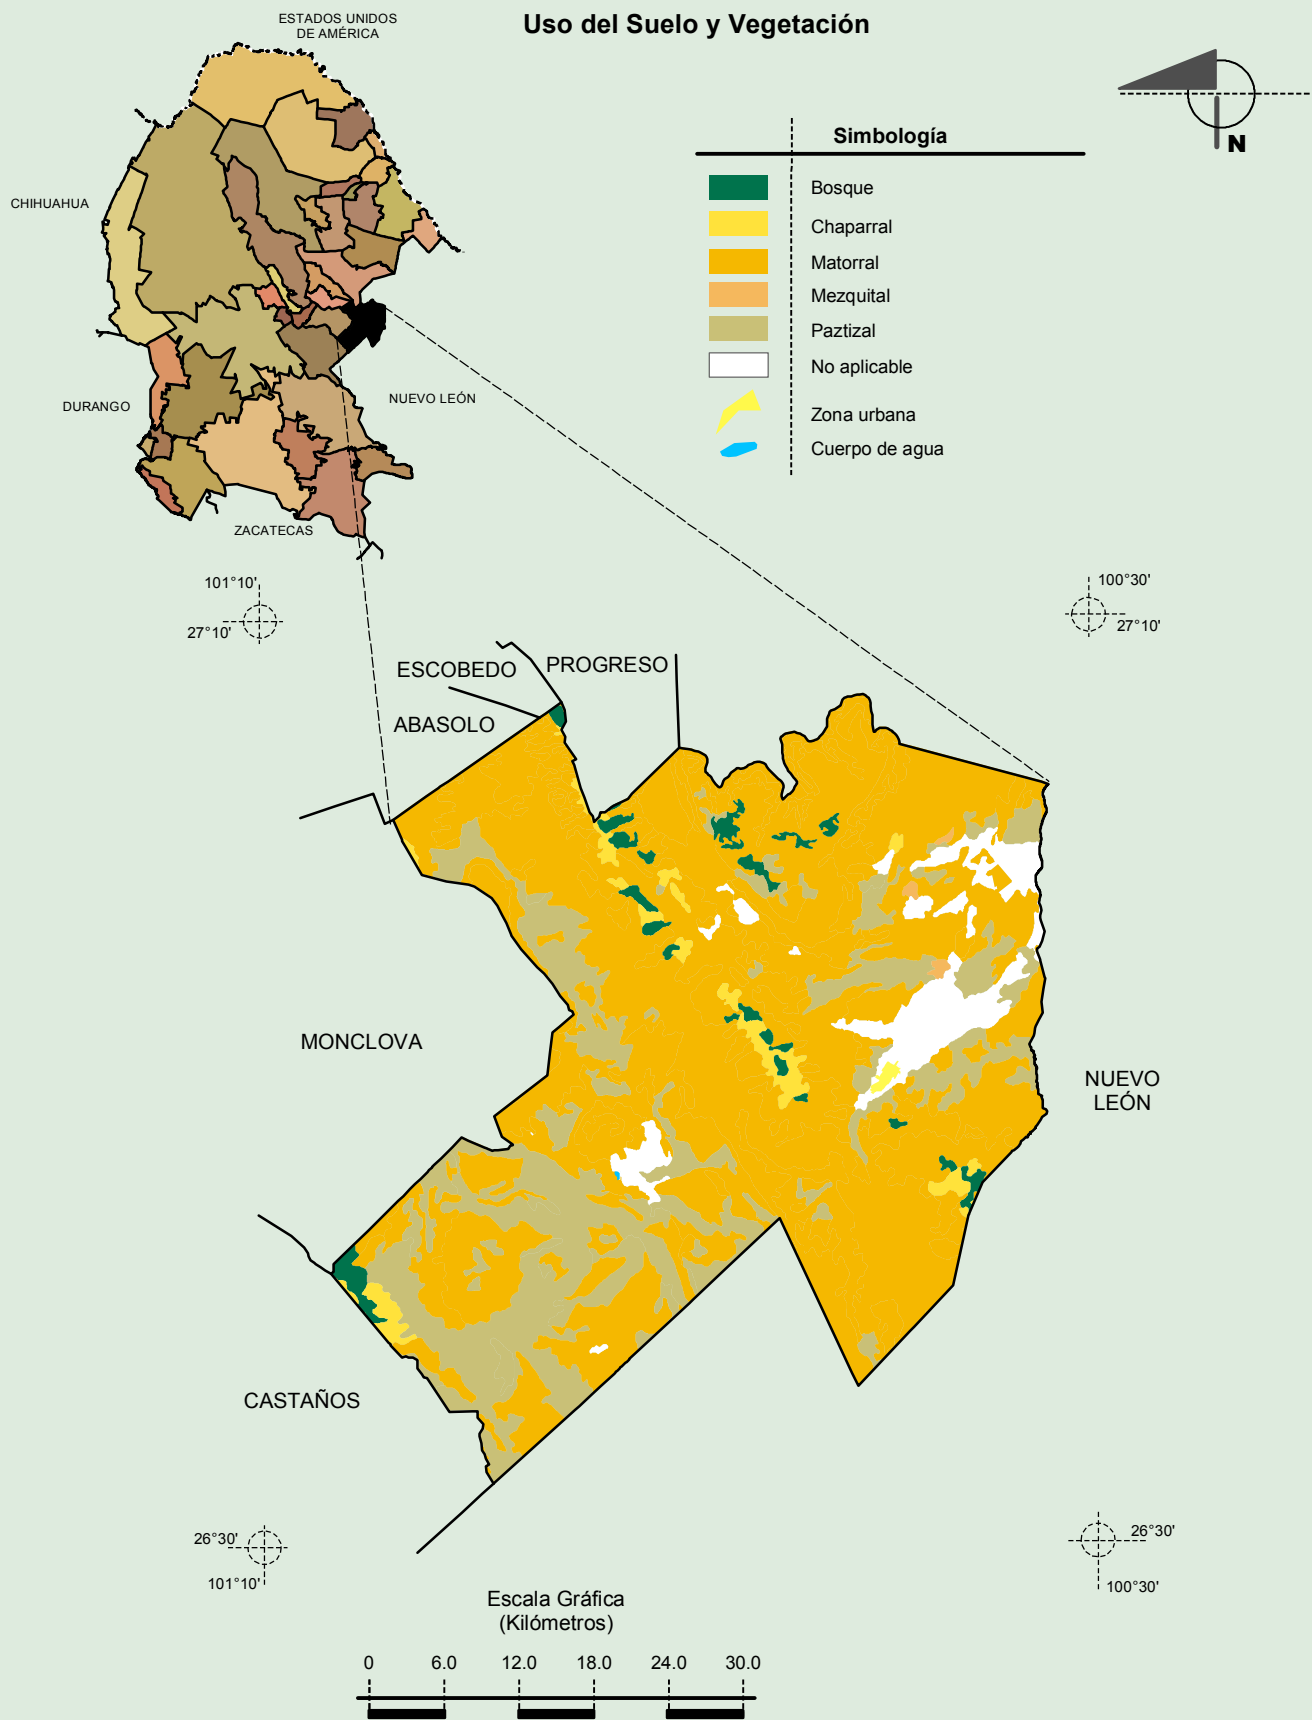 Uso del Suelo y Vegetación
ESTADOS UNIDOS
DE AMÉRICA
CHIHUAHUA
DURANGO
NUEVO LEÓN
ZACATECAS
N
Simbología
Bosque
Chaparral
Matorral
Mezquital
Paztizal
No aplicable
Zona urbana
Cuerpo de agua
101°10'
27°10'
100°30'
27°10'
ESCOBEDO
PROGRESO
ABASOLO
MONCLOVA
NUEVO
LEÓN
CASTAÑOS
26°30'
101°10'
26°30'
100°30'
Escala Gráfica
(Kilómetros)
0 6.0 12.0 18.0 24.0 30.0